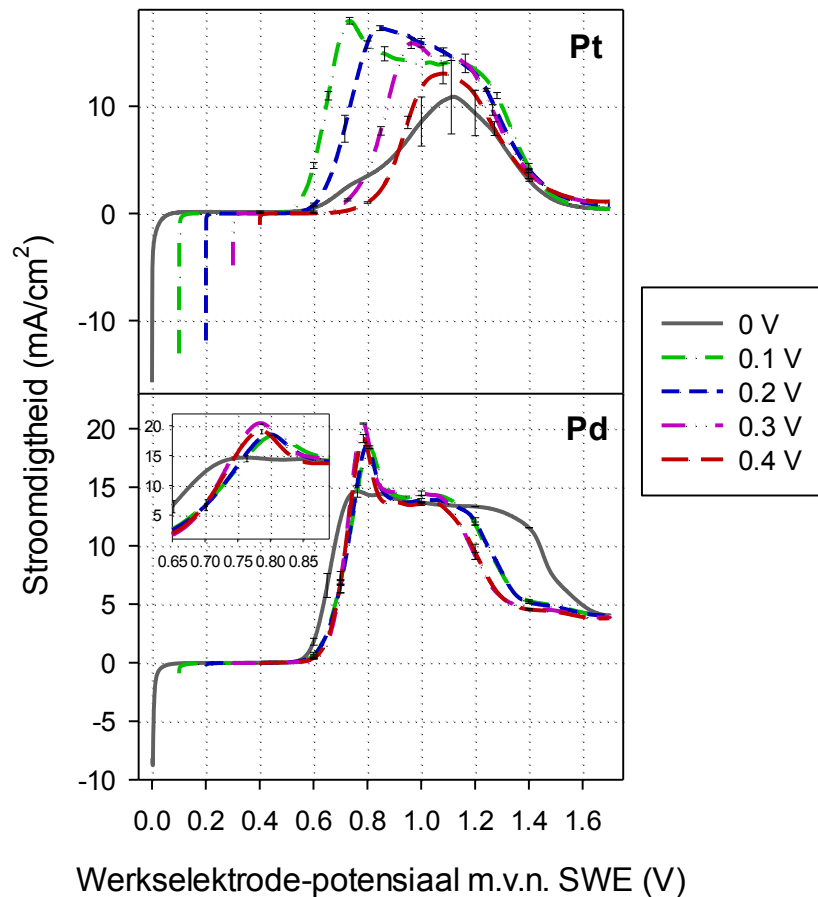 Pt
10
0
-10
Stroomdigtheid (mA/cm²)
0 V
0.1 V
0.2 V
0.3 V
0.4 V
Pd
20
15
10
5
0
-5
-10
20
15
10
5
0.65 0.70 0.75 0.80 0.85
0.0 0.2 0.4 0.6 0.8 1.0 1.2 1.4 1.6
Werkselektrode-potensiaal m.v.n. SWE (V)